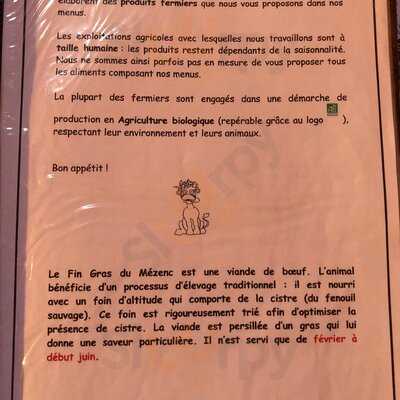 élaborent des produits fermiers que nous vous proposons dans nos
menus.
Les exploitations agricoles avec lesquelles nous travaillons sont à
taille humaine : les produits restent dépendants de la saisonnalité.
Nous ne sommes ainsi parfois pas en mesure de vous proposer tous
les aliments composant nos menus.
La plupart des fermiers sont engagés dans une démarche de
production en Agriculture biologique (repérable grâce au logo ),
respectant leur environnement et leurs animaux.
Bon appétit !
Le Fin Gras du Mézenc est une viande de bœuf. L'animal
bénéficie d'un processus d'élevage traditionnel : il est nourri
avec un foin d'altitude qui comporte de la cistre (du fenouil
sauvage). Ce foin est rigoureusement trié afin d'optimiser la
présence de cistre. La viande est persillée d'un gras qui lui
donne une saveur particulière. Il n'est servi que de février à
début juin.